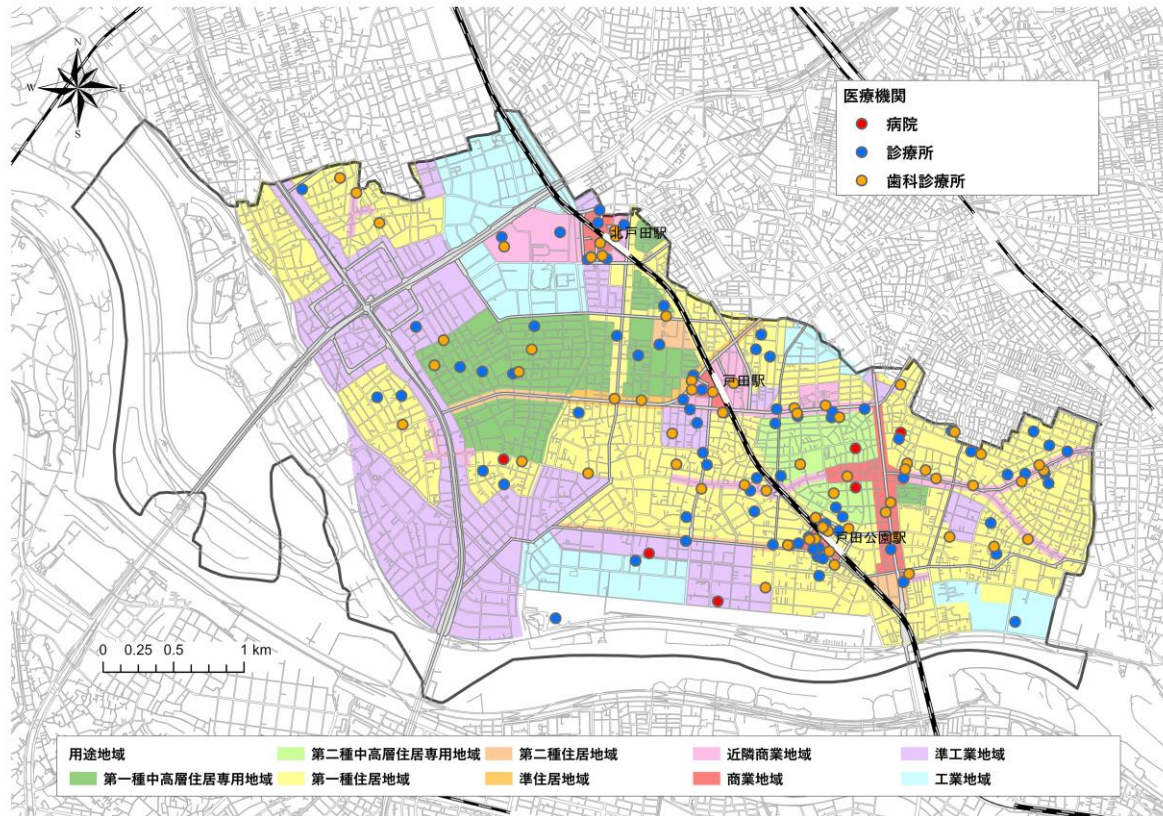 N
W
E
S
医療機関
病院
診療所
歯科診療所
北戸田駅
戸田駅
戸田公園駅
0 0.25 0.5 1 km
用途地域 第二種中高層住居専用地域 第二種住居地域 近隣商業地域 準工業地域
第一種中高層住居専用地域 第一種住居地域 準住居地域 商業地域 工業地域